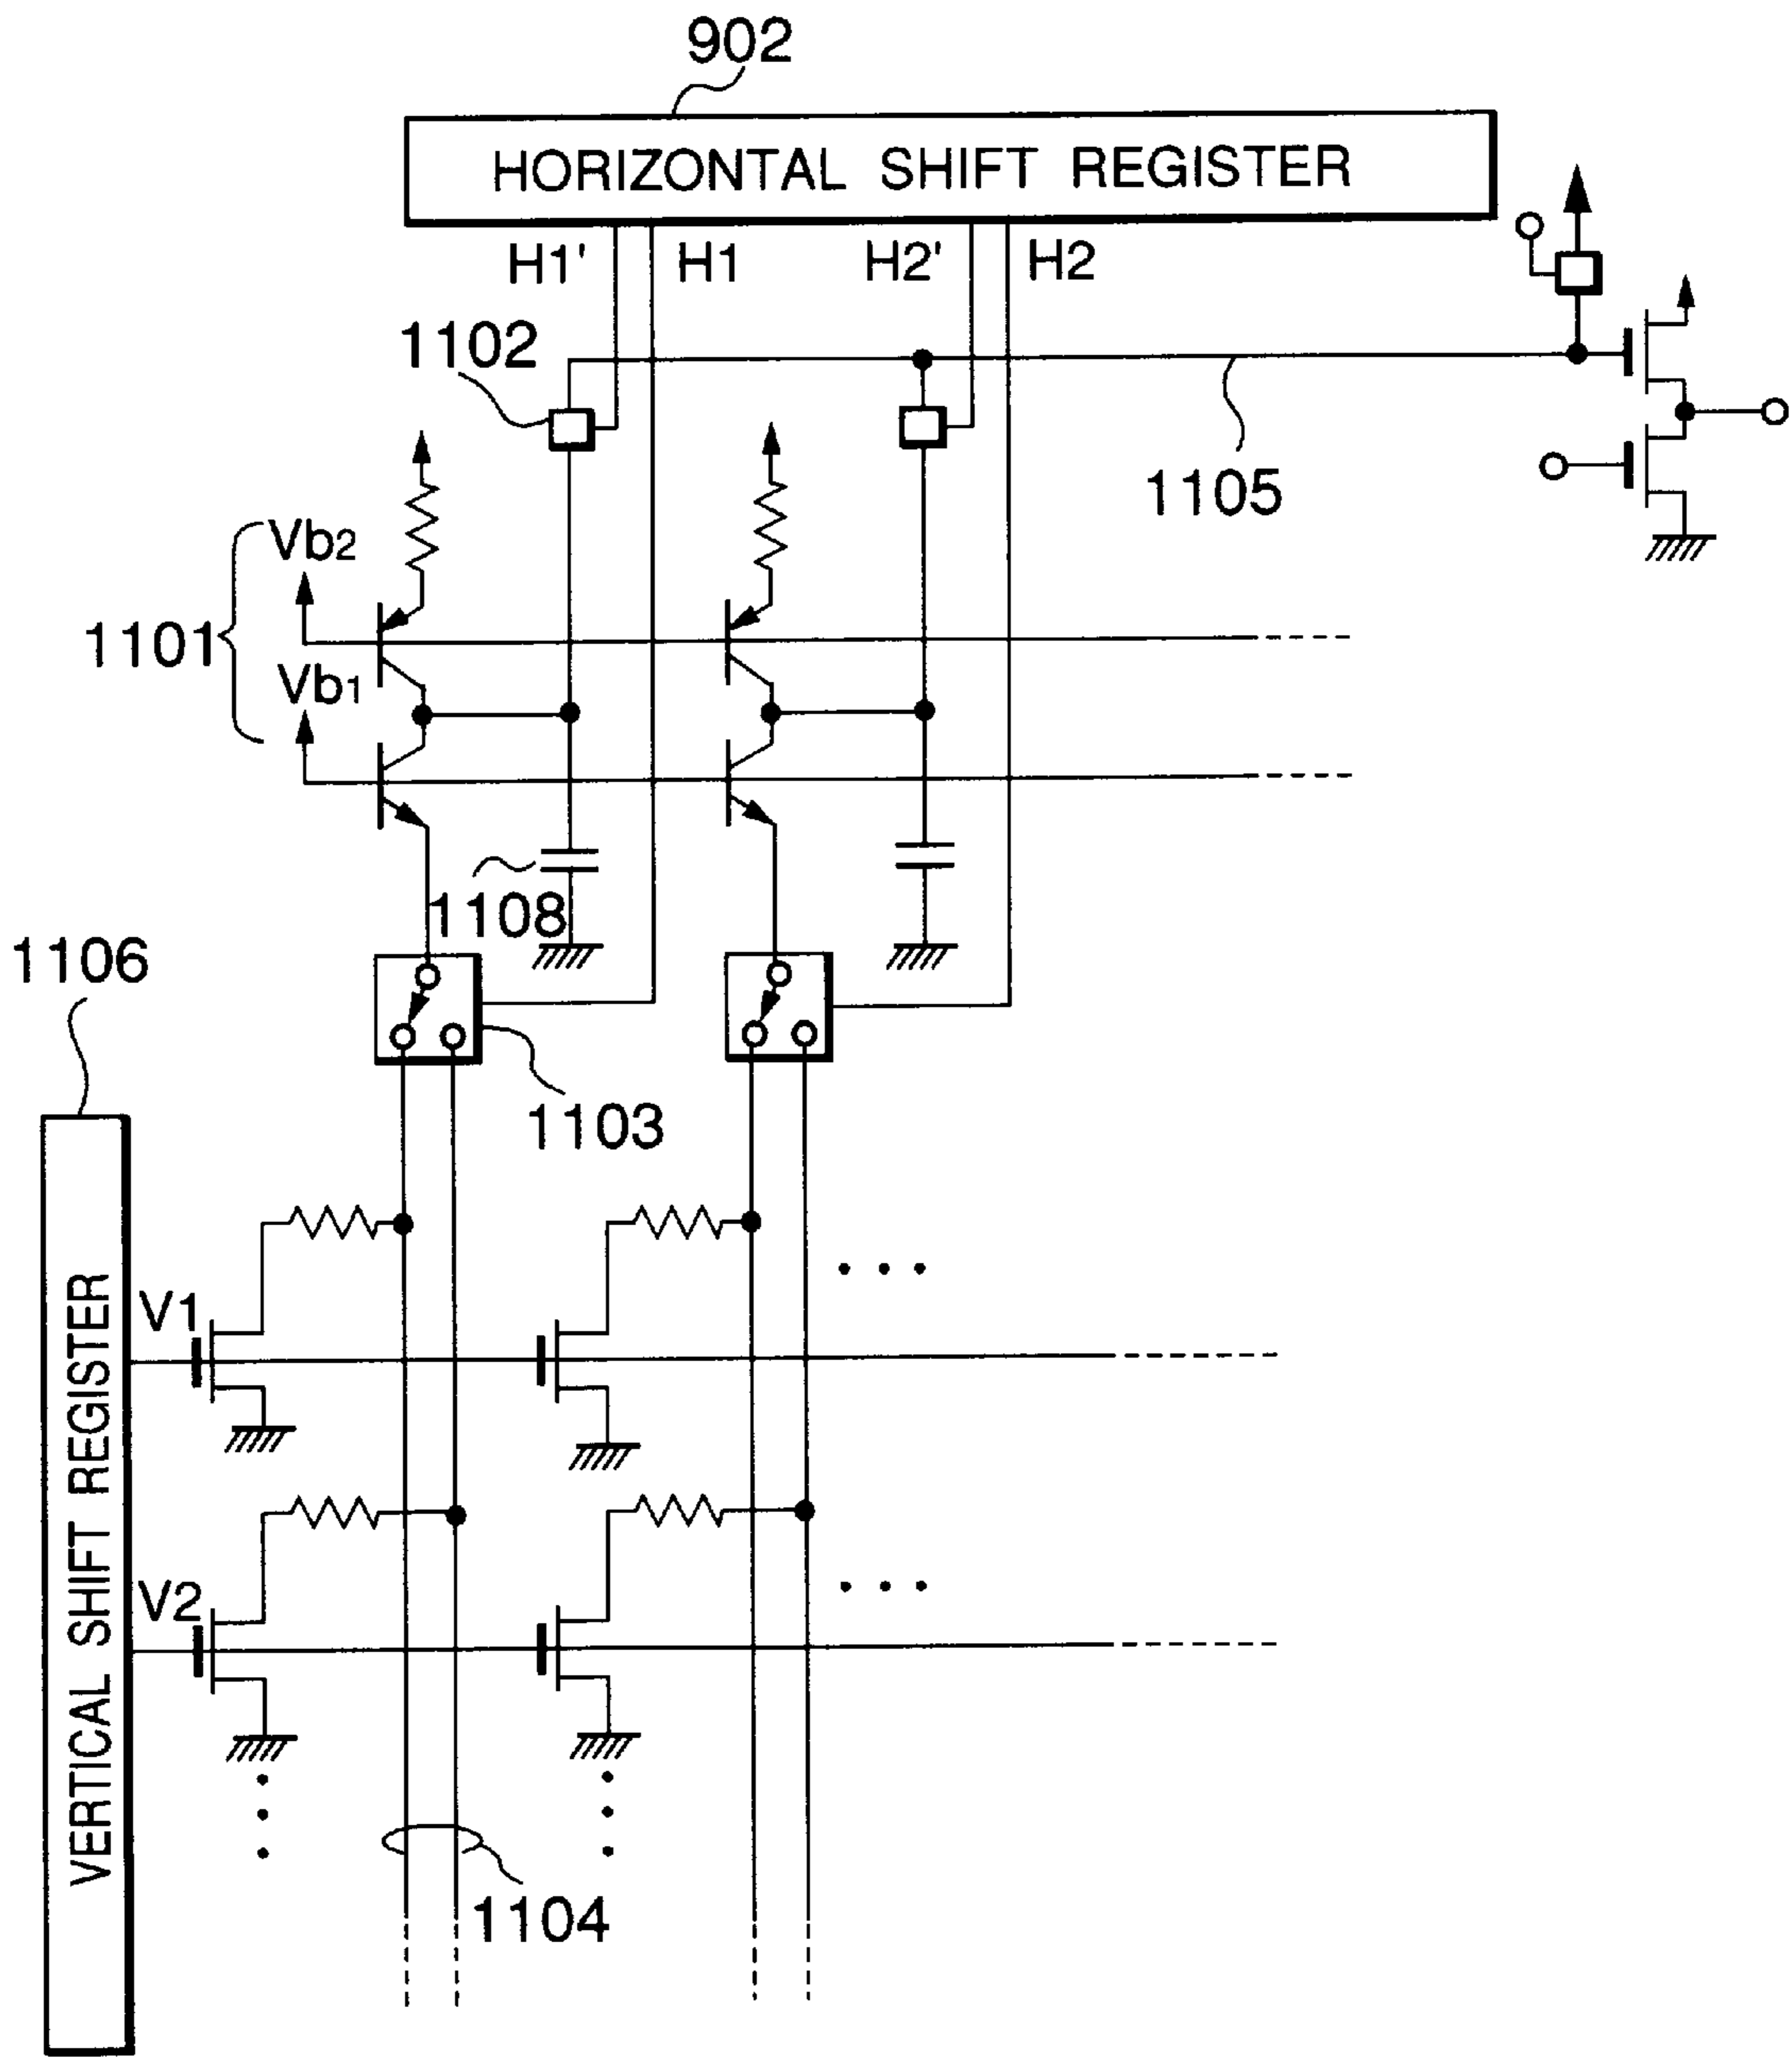 902
HORIZONTAL SHIFT REGISTER
H1' H1 H2' H2
1102
1105
Vb2
1101
Vb1
1108
1106
1103
VERTICAL SHIFT REGISTER
V1
V2
1104